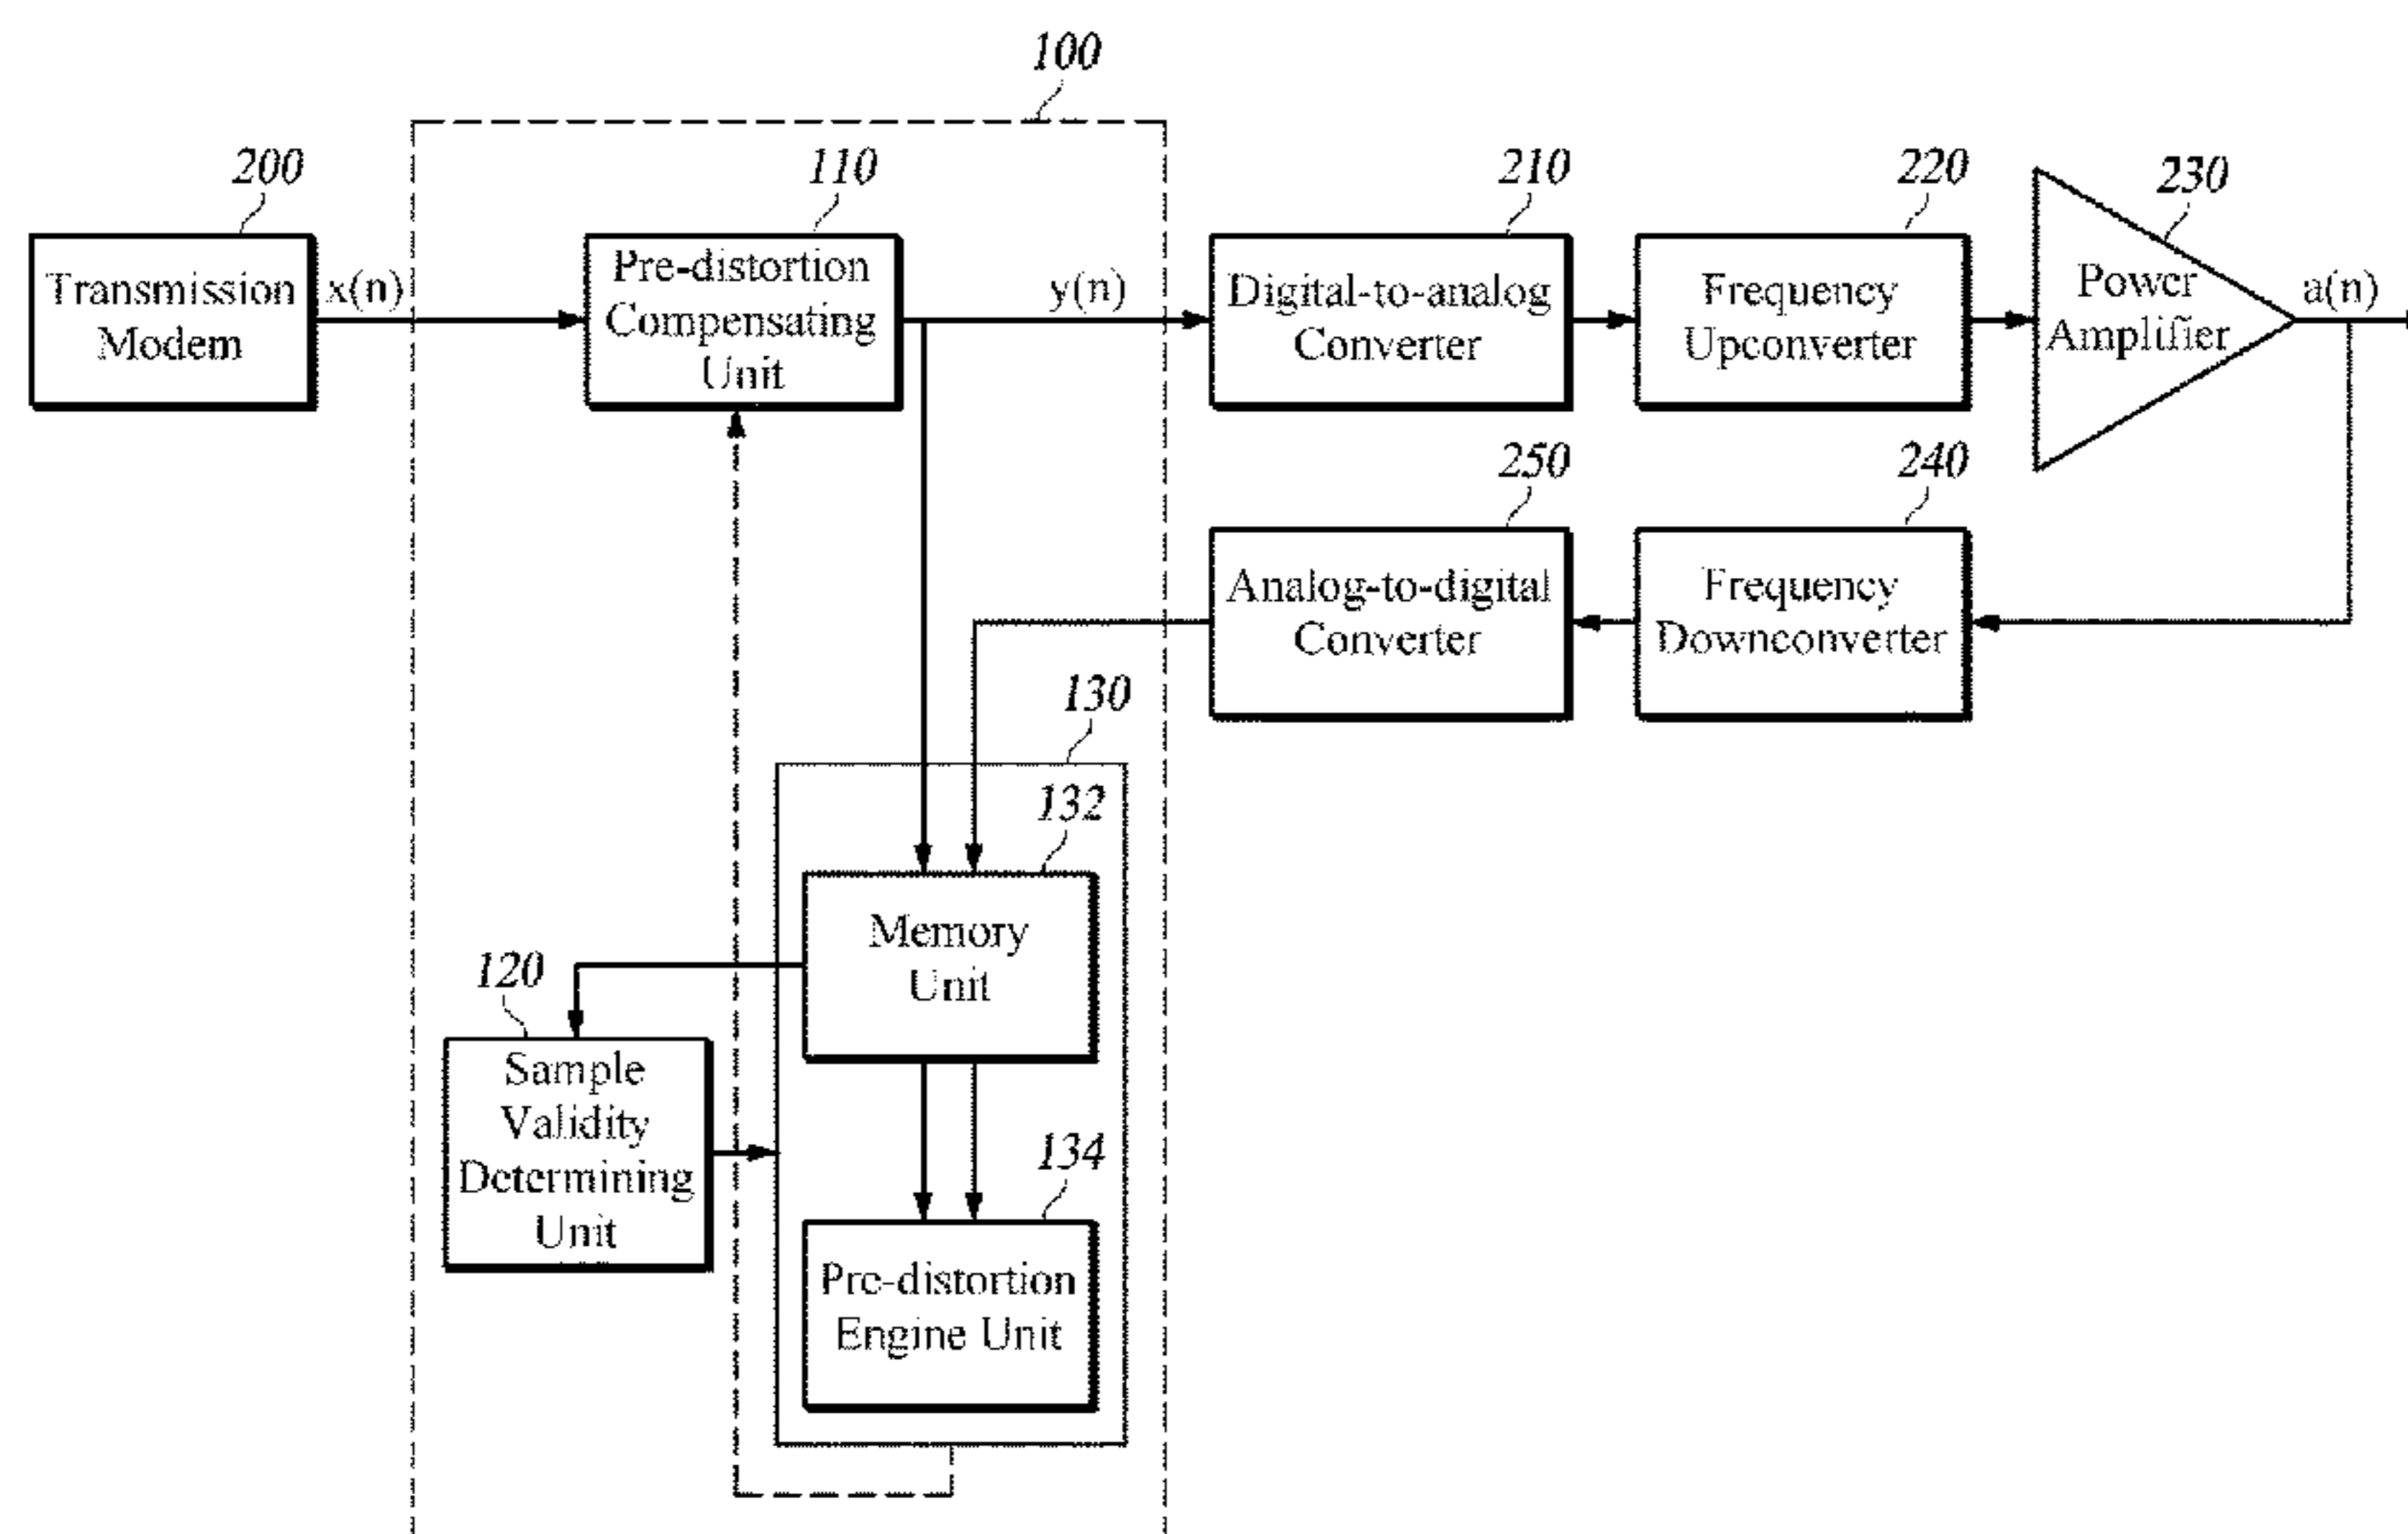 100
200
110
210
220
230
Transmission
Modem
x(n)
Pre-distortion
Compensating
Unit
y(n)
Digital-to-analog
Converter
Frequency
Upconverter
Power
Amplifier
a(n)
250
240
Analog-to-digital
Converter
Frequency
Downconverter
130
132
Memory
Unit
120
Sample
Validity
Determining
Unit
134
Pre-distortion
Engine Unit